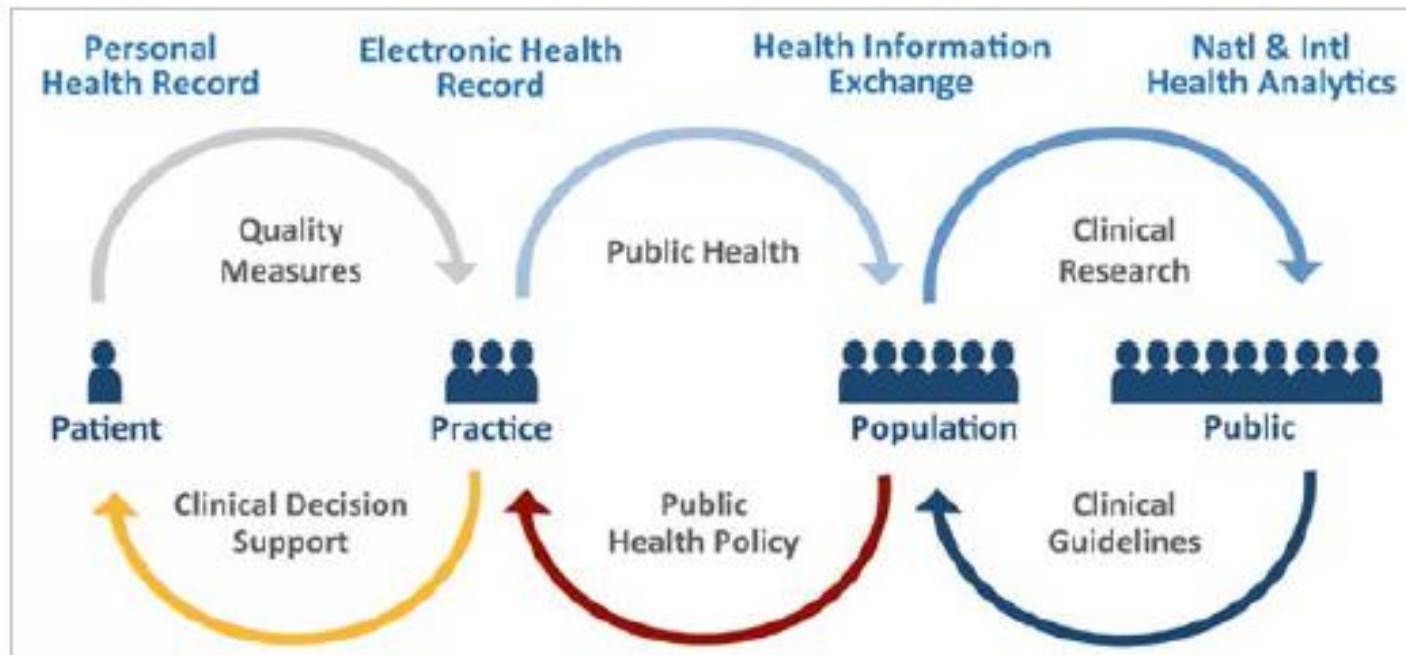 Personal
Health Record
Electronic Health
Record
Health Information
Exchange
Natl & Intl
Health Analytics
Quality
Measures
Public Health
Clinical
Research
Patient
Practice
Population
Public
Clinical Decision
Support
Public
Health Policy
Clinical
Guidelines